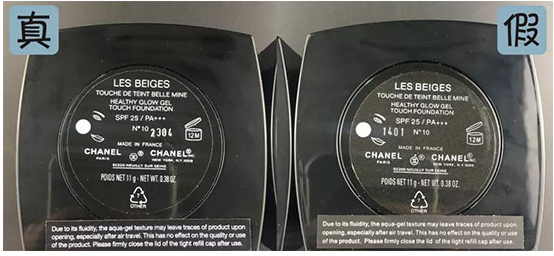 真
LES BEIGES
TOUCHE DE TEINT BELLE MINE
HEALTHY GLOW GEL
TOUCH FOUNDATION
SPF 25 / PA+++
N°10 2304
12M
MADE IN FRANCE
CHANEL CHANEL INC
PARIS NEW YORK, N.Y. 10019
92200 NEUILLY SUR SEINE
POIDS NET 11 g - NET WT. 0.38 OZ.
7
OTHER
Due to its fluidity, the aqua-gel texture may leave traces of product upon
opening, especially after air travel. This has no effect on the quality or use
of the product. Please firmly close the lid of the tight refill cap after use.
假
LES BEIGES
TOUCHE DE TEINT BELLE MINE
HEALTHY GLOW GEL
TOUCH FOUNDATION
SPF 25 / PA+++
1401 N°10
12M
MADE IN FRANCE
CHANEL CHANEL INC
PARIS NEW YORK, N.Y. 10019
92200 NEUILLY SUR SEINE
POIDS NET 11 g - NET WT. 0.38 OZ.
7
OTHER
Due to its fluidity, the aqua-gel texture may leave traces of product upon
opening, especially after air travel. This has no effect on the quality or use
of the product. Please firmly close the lid of the tight refill cap after use.